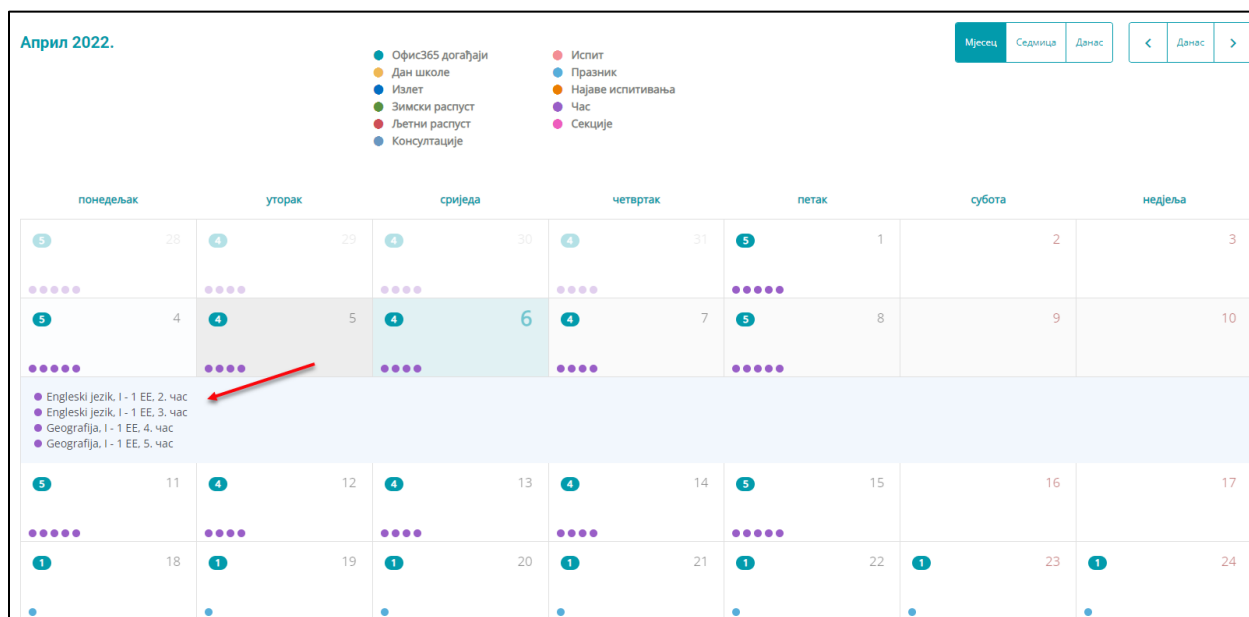 Април 2022.
Мјесец Седмица Данас < Данас >
Офис365 догађаји
Дан школе
Излет
Зимски распуст
Љетни распуст
Консултације
Испит
Празник
Најаве испитивања
Час
Секције
понедељак уторак сриједа четвртак петак субота недјеља
5 28 4 29 4 30 4 31 5 1 2 3
5 4 4 5 4 6 4 7 5 8 9 10
Engleski jezik, I - 1 EE, 2. час
Engleski jezik, I - 1 EE, 3. час
Geografija, I - 1 EE, 4. час
Geografija, I - 1 EE, 5. час
5 11 4 12 4 13 4 14 5 15 16 17
1 18 1 19 1 20 1 21 1 22 1 23 1 24